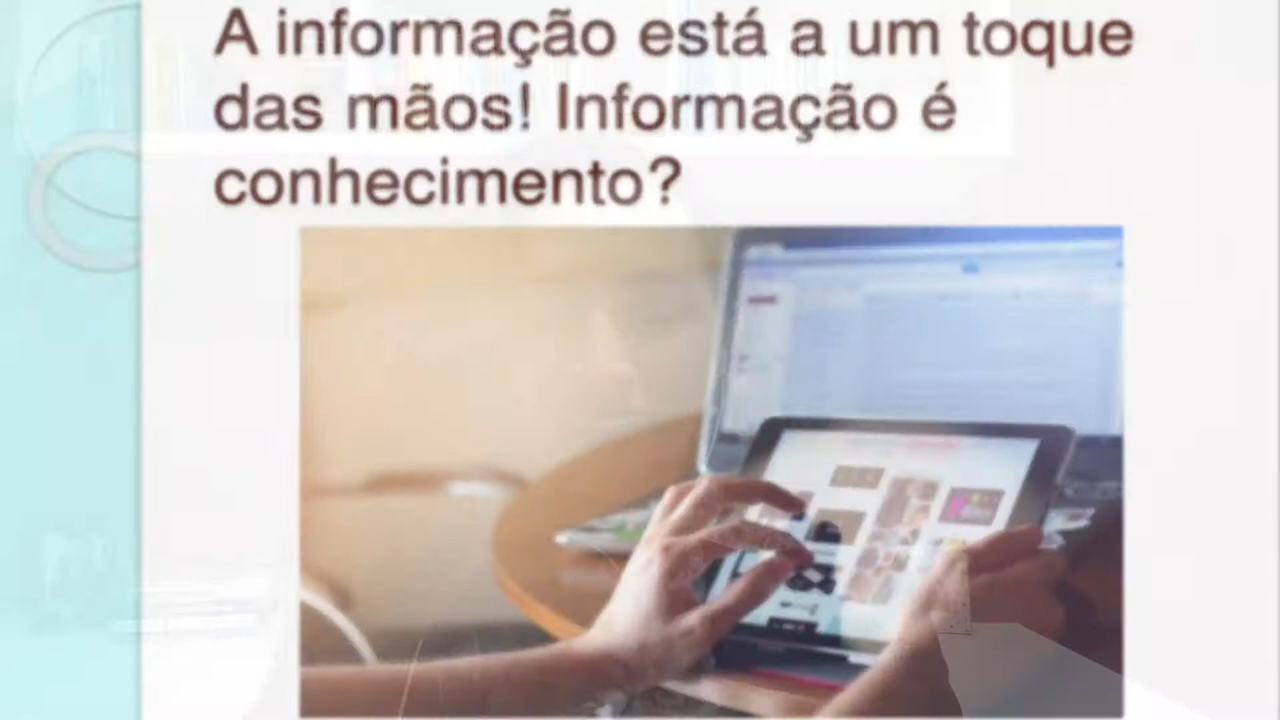 A informação está a um toque
das mãos! Informação é
conhecimento?